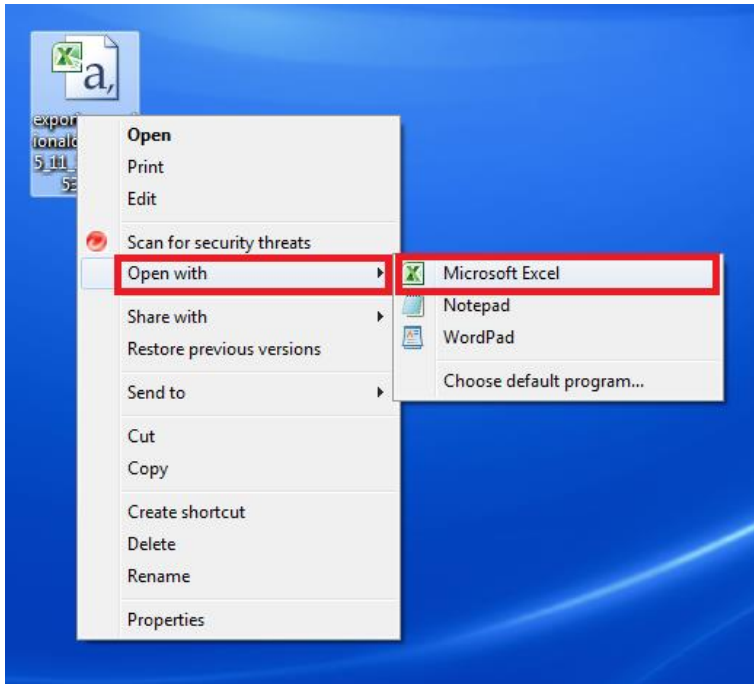 a,
Open
Print
Edit
Scan for security threats
Open with
Microsoft Excel
Notepad
Share with
WordPad
Restore previous versions
Choose default program...
Send to
Cut
Copy
Create shortcut
Delete
Rename
Properties